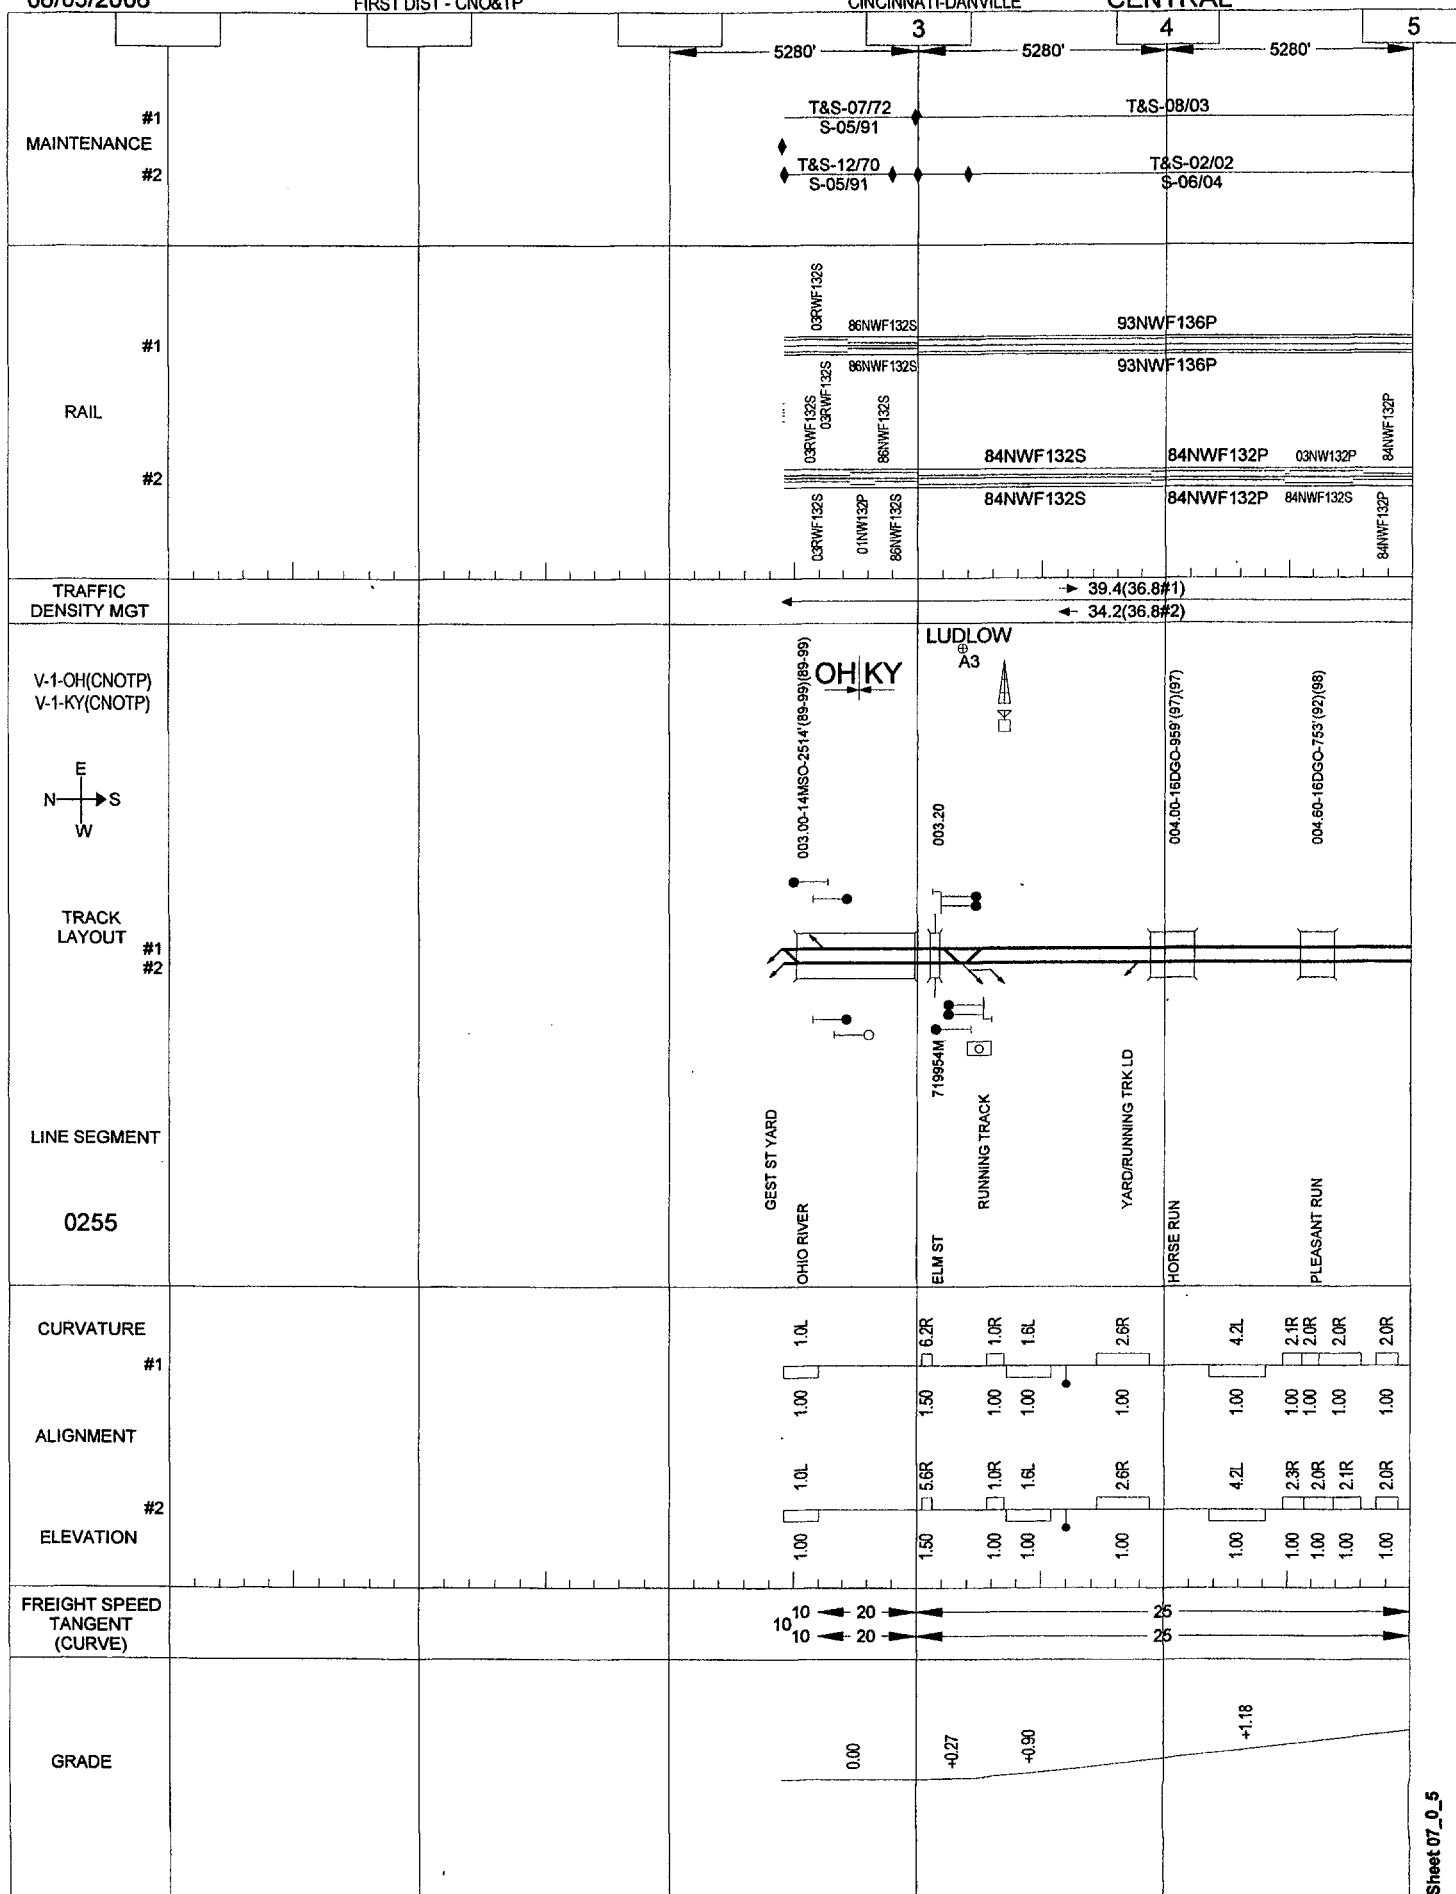 08/05/2008 FIRST DIST - CNO&TP CINCINNATI-DANVILLE CENTRAL
3 4 5
5280' 5280' 5280'
MAINTENANCE
#1
T&S-07/72
S-05/91
T&S-08/03
#2
T&S-12/70
S-05/91
T&S-02/02
S-06/04
RAIL
#1
03RWF132S
86NWF132S
93NWF136P
86NWF132S
93NWF136P
03RWF132S
#2
03RWF132S
86NWF132S
84NWF132S
84NWF132P
03NW132P
84NWF132P
84NWF132S
84NWF132P
84NWF132S
03RWF132S
01NW132P
86NWF132S
84NWF132P
TRAFFIC
DENSITY MGT
39.4(36.8#1)
34.2(36.8#2)
V-1-OH(CNOTP)
V-1-KY(CNOTP)
E
N S
W
OH KY
LUDLOW
A3
003.00-14MSO-2514'(89-99)(89-99)
003.20
004.00-16DGO-959'(97)(97)
004.60-16DGO-753'(92)(98)
TRACK
LAYOUT
#1
#2
719954M
LINE SEGMENT
0255
GEST ST YARD
OHIO RIVER
ELM ST
RUNNING TRACK
YARD/RUNNING TRK LD
HORSE RUN
PLEASANT RUN
CURVATURE
#1
1.0L 6.2R 1.0R 1.6L 2.6R 4.2L 2.1R 2.0R 2.0R 2.0R
1.00 1.50 1.00 1.00 1.00 1.00 1.00 1.00 1.00 1.00
ALIGNMENT
#2
1.0L 5.6R 1.0R 1.6L 2.6R 4.2L 2.3R 2.0R 2.1R 2.0R
ELEVATION
1.00 1.50 1.00 1.00 1.00 1.00 1.00 1.00 1.00 1.00
FREIGHT SPEED
TANGENT
(CURVE)
10 20 25
10
10 20 25
GRADE
0.00 +0.27 +0.90 +1.18
Sheet 07_0_5